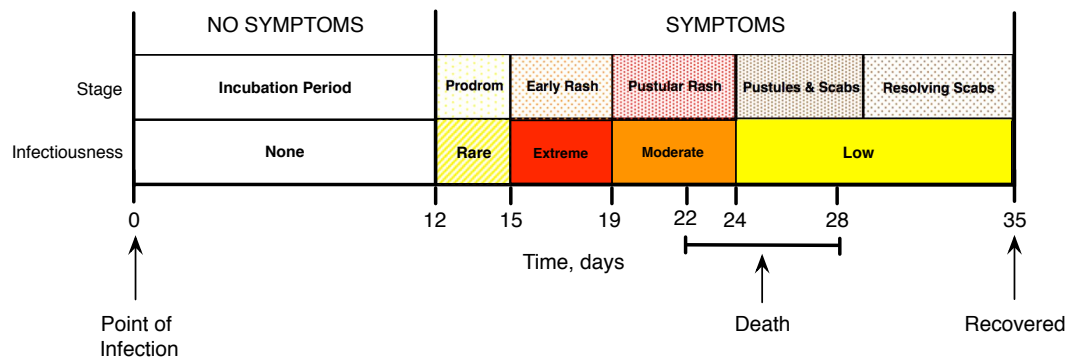 NO SYMPTOMS
SYMPTOMS
Stage
Incubation Period
Prodrom
Early Rash
Pustular Rash
Pustules & Scabs
Resolving Scabs
Infectiousness
None
Rare
Extreme
Moderate
Low
0
12
15
19
22
24
28
35
Time, days
Point of
Infection
Death
Recovered